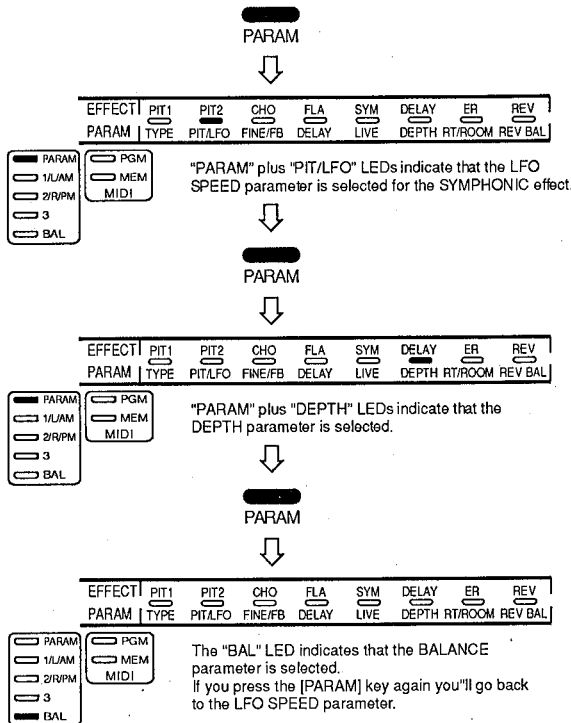 PARAM
EFFECT PIT1 PIT2 CHO FLA SYM DELAY ER REV
PARAM TYPE PIT/LFO FINE/FB DELAY LIVE DEPTH RT/ROOM REV BAL
PARAM
1/L/AM
2/R/PM
3
BAL
PGM
MEM
MIDI
"PARAM" plus "PIT/LFO" LEDs indicate that the LFO
SPEED parameter is selected for the SYMPHONIC effect.
PARAM
EFFECT PIT1 PIT2 CHO FLA SYM DELAY ER REV
PARAM TYPE PIT/LFO FINE/FB DELAY LIVE DEPTH RT/ROOM REV BAL
PARAM
1/L/AM
2/R/PM
3
BAL
PGM
MEM
MIDI
"PARAM" plus "DEPTH" LEDs indicate that the
DEPTH parameter is selected.
PARAM
EFFECT PIT1 PIT2 CHO FLA SYM DELAY ER REV
PARAM TYPE PIT/LFO FINE/FB DELAY LIVE DEPTH RT/ROOM REV BAL
PARAM
1/L/AM
2/R/PM
3
BAL
PGM
MEM
MIDI
The "BAL" LED indicates that the BALANCE
parameter is selected.
If you press the [PARAM] key again you"ll go back
to the LFO SPEED parameter.